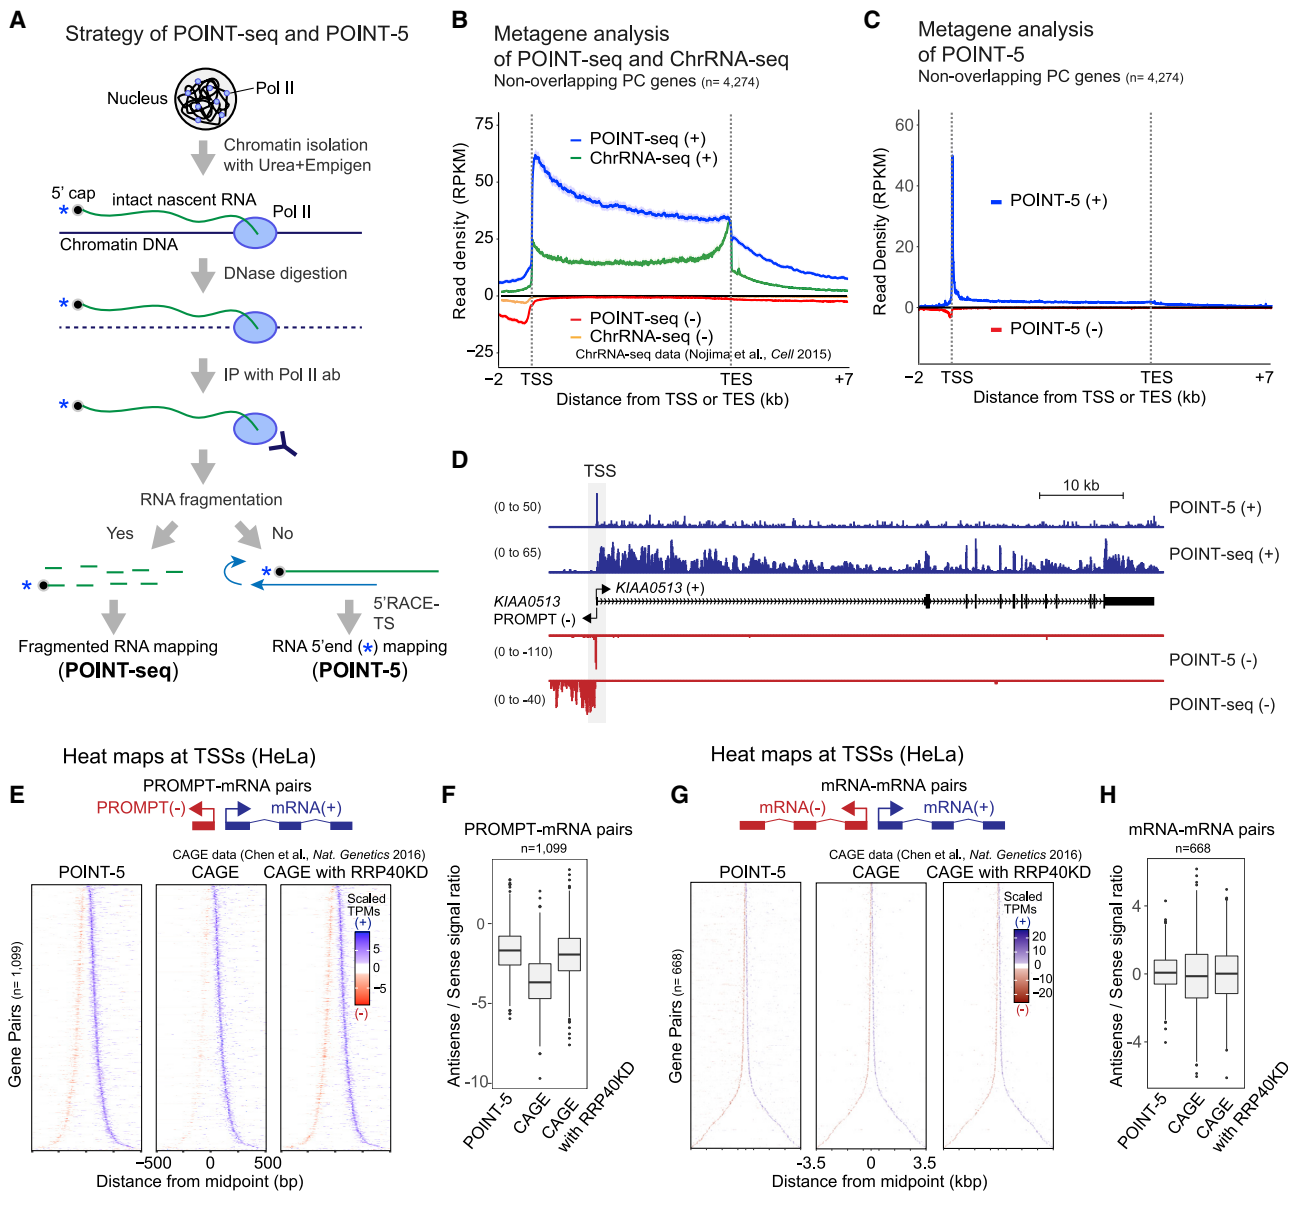 A
Strategy of POINT-seq and POINT-5
Nucleus
Pol II
Chromatin isolation
with Urea+Empigen
5' cap
intact nascent RNA
Pol II
*
Chromatin DNA
DNase digestion
*
IP with Pol II ab
*
RNA fragmentation
Yes
No
*
*
5'RACE-
TS
Fragmented RNA mapping
(POINT-seq)
RNA 5'end (*) mapping
(POINT-5)
B
Metagene analysis
of POINT-seq and ChrRNA-seq
Non-overlapping PC genes (n= 4,274)
Read density (RPKM)
75
50
25
0
−25
POINT-seq (+)
ChrRNA-seq (+)
POINT-seq (-)
ChrRNA-seq (-)
ChrRNA-seq data (Nojima et al., Cell 2015)
−2
TSS
TES
+7
Distance from TSS or TES (kb)
C
Metagene analysis
of POINT-5
Non-overlapping PC genes (n= 4,274)
Read Density (RPKM)
60
40
20
0
POINT-5 (+)
POINT-5 (-)
−2
TSS
TES
+7
Distance from TSS or TES (kb)
D
TSS
10 kb
(0 to 50)
POINT-5 (+)
(0 to 65)
POINT-seq (+)
KIAA0513 (+)
KIAA0513
PROMPT (-)
(0 to -110)
POINT-5 (-)
(0 to -40)
POINT-seq (-)
Heat maps at TSSs (HeLa)
E
PROMPT-mRNA pairs
PROMPT(-)
mRNA(+)
CAGE data (Chen et al., Nat. Genetics 2016)
POINT-5
CAGE
CAGE with RRP40KD
Gene Pairs (n= 1,099)
Scaled
TPMs
(+)
5
0
−5
(-)
−500
0
500
Distance from midpoint (bp)
F
PROMPT-mRNA pairs
n=1,099
Antisense / Sense signal ratio
0
-5
-10
POINT-5
CAGE
CAGE
with RRP40KD
Heat maps at TSSs (HeLa)
G
mRNA-mRNA pairs
mRNA(-)
mRNA(+)
CAGE data (Chen et al., Nat. Genetics 2016)
POINT-5
CAGE
CAGE with RRP40KD
Gene Pairs (n= 668)
Scaled
TPMs
(+)
20
10
0
−10
−20
(-)
-3.5
0
3.5
Distance from midpoint (kbp)
H
mRNA-mRNA pairs
n=668
Antisense / Sense signal ratio
4
0
-4
POINT-5
CAGE
CAGE
with RRP40KD